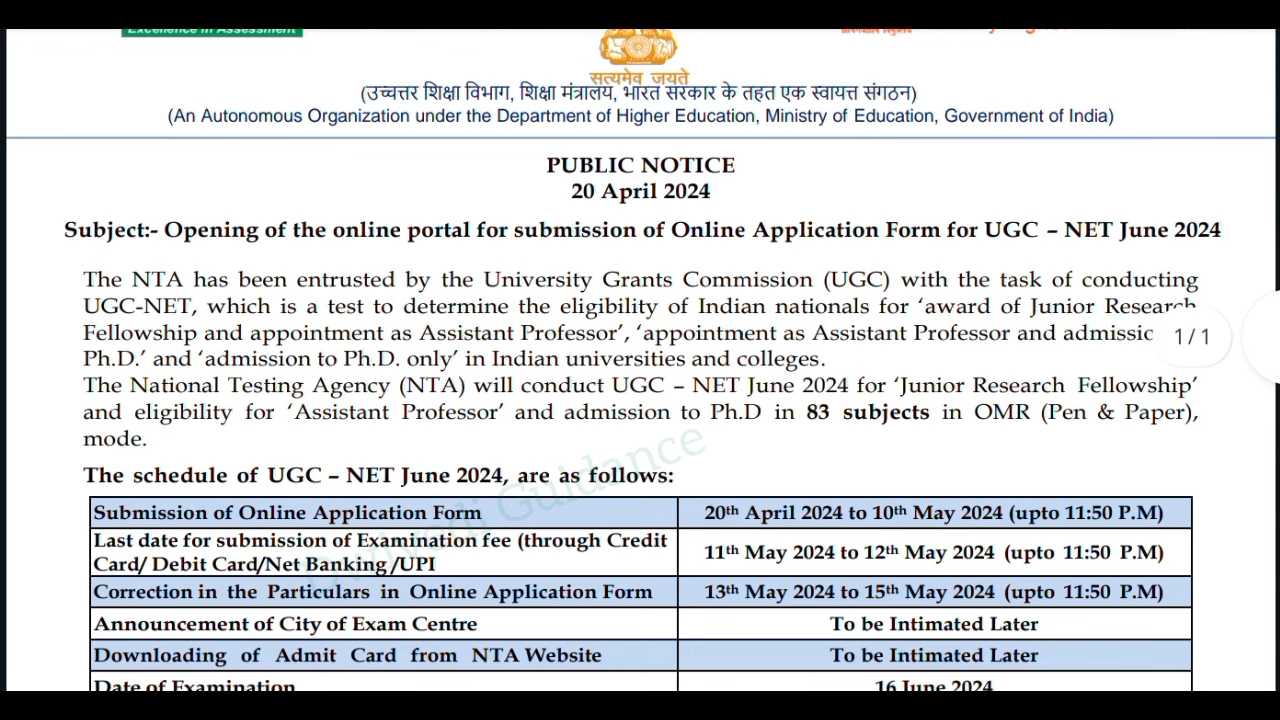 Excellence in Assessment
सत्यमेव जयते
(उच्चत्तर शिक्षा विभाग, शिक्षा मंत्रालय, भारत सरकार के तहत एक स्वायत्त संगठन)
(An Autonomous Organization under the Department of Higher Education, Ministry of Education, Government of India)
PUBLIC NOTICE
20 April 2024
Subject:- Opening of the online portal for submission of Online Application Form for UGC – NET June 2024
The NTA has been entrusted by the University Grants Commission (UGC) with the task of conducting
UGC-NET, which is a test to determine the eligibility of Indian nationals for ‘award of Junior Research
Fellowship and appointment as Assistant Professor’, ‘appointment as Assistant Professor and admissio
Ph.D.’ and ‘admission to Ph.D. only’ in Indian universities and colleges.
1/1
The National Testing Agency (NTA) will conduct UGC – NET June 2024 for ‘Junior Research Fellowship’
and eligibility for ‘Assistant Professor’ and admission to Ph.D in 83 subjects in OMR (Pen & Paper),
mode.
The schedule of UGC – NET June 2024, are as follows:
Dwivedi Guidance
Submission of Online Application Form 20th April 2024 to 10th May 2024 (upto 11:50 P.M)
Last date for submission of Examination fee (through Credit
Card/ Debit Card/Net Banking /UPI 11th May 2024 to 12th May 2024 (upto 11:50 P.M)
Correction in the Particulars in Online Application Form 13th May 2024 to 15th May 2024 (upto 11:50 P.M)
Announcement of City of Exam Centre To be Intimated Later
Downloading of Admit Card from NTA Website To be Intimated Later
Date of Examination 16 June 2024